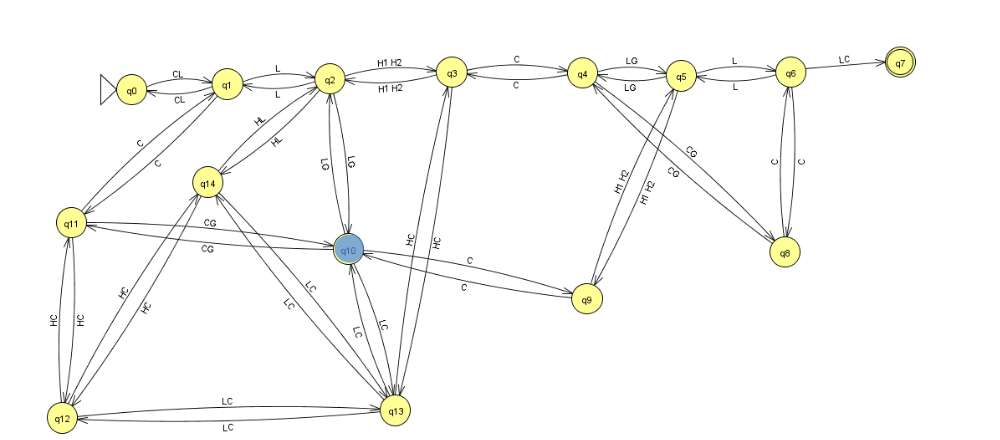 CL
CL
q0
q1
L
L
q2
H1 H2
H1 H2
q3
C
C
q4
LG
LG
q5
L
L
q6
LC
q7
C
C
HL
HL
LG
LG
CG
CG
H1 H2
H1 H2
C
C
q14
q11
CG
CG
q10
HC
HC
C
C
q9
q8
HC
HC
HC
HC
LC
LC
LC
LC
q12
LC
LC
q13